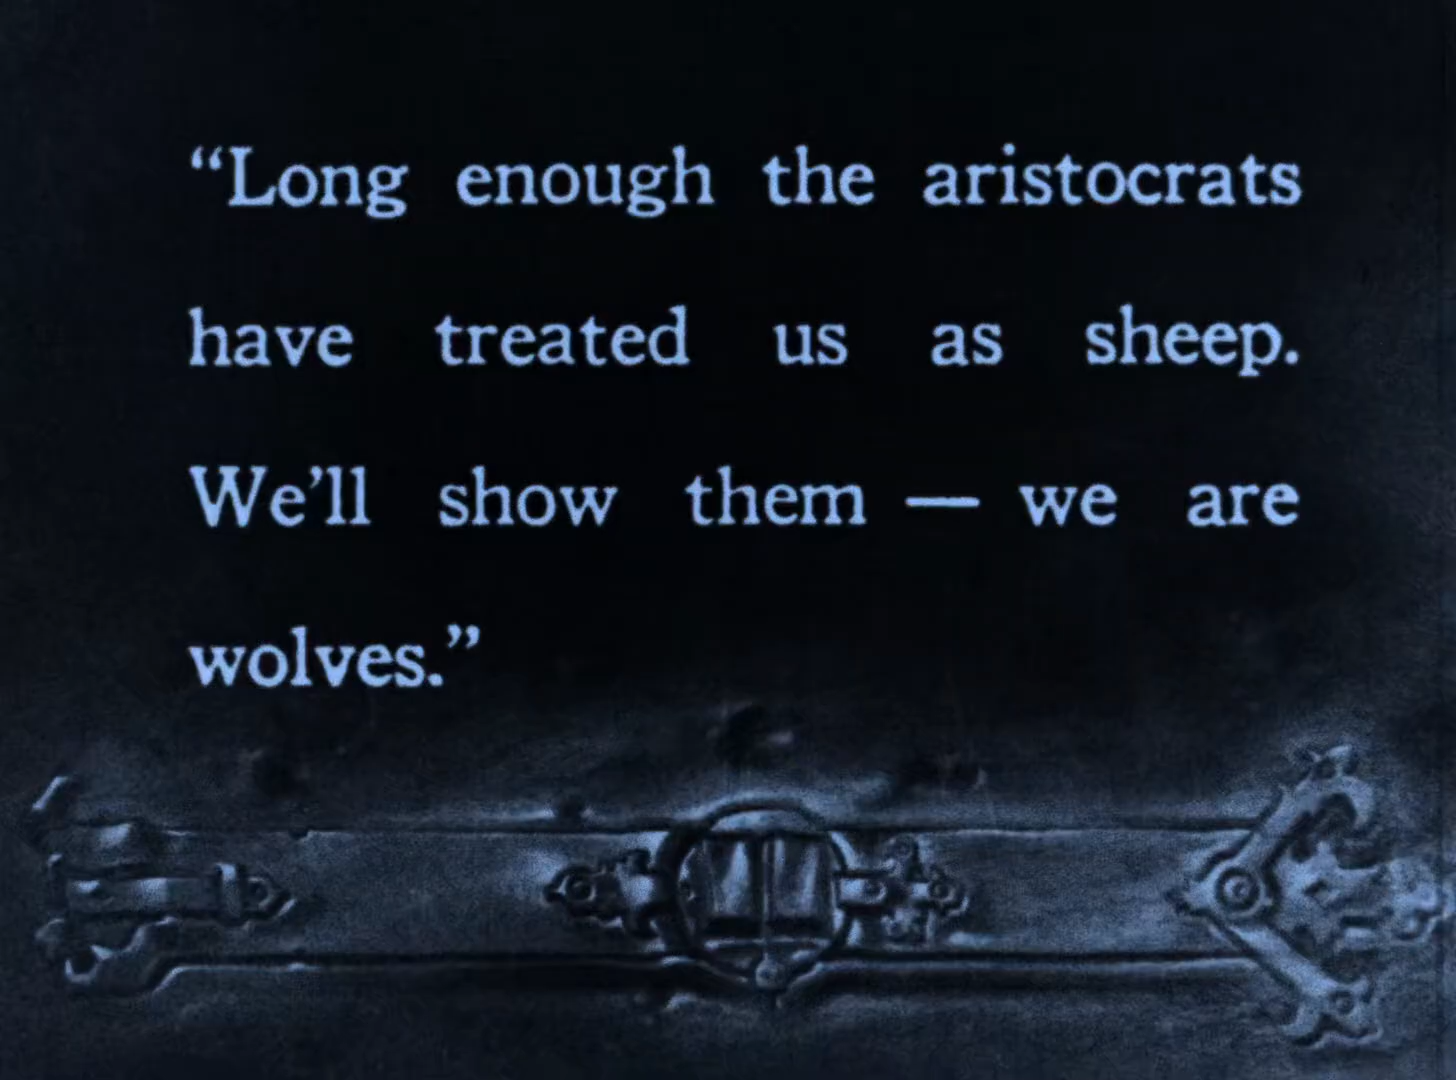 “Long enough the aristocrats
have treated us as sheep.
We’ll show them — we are
wolves.”